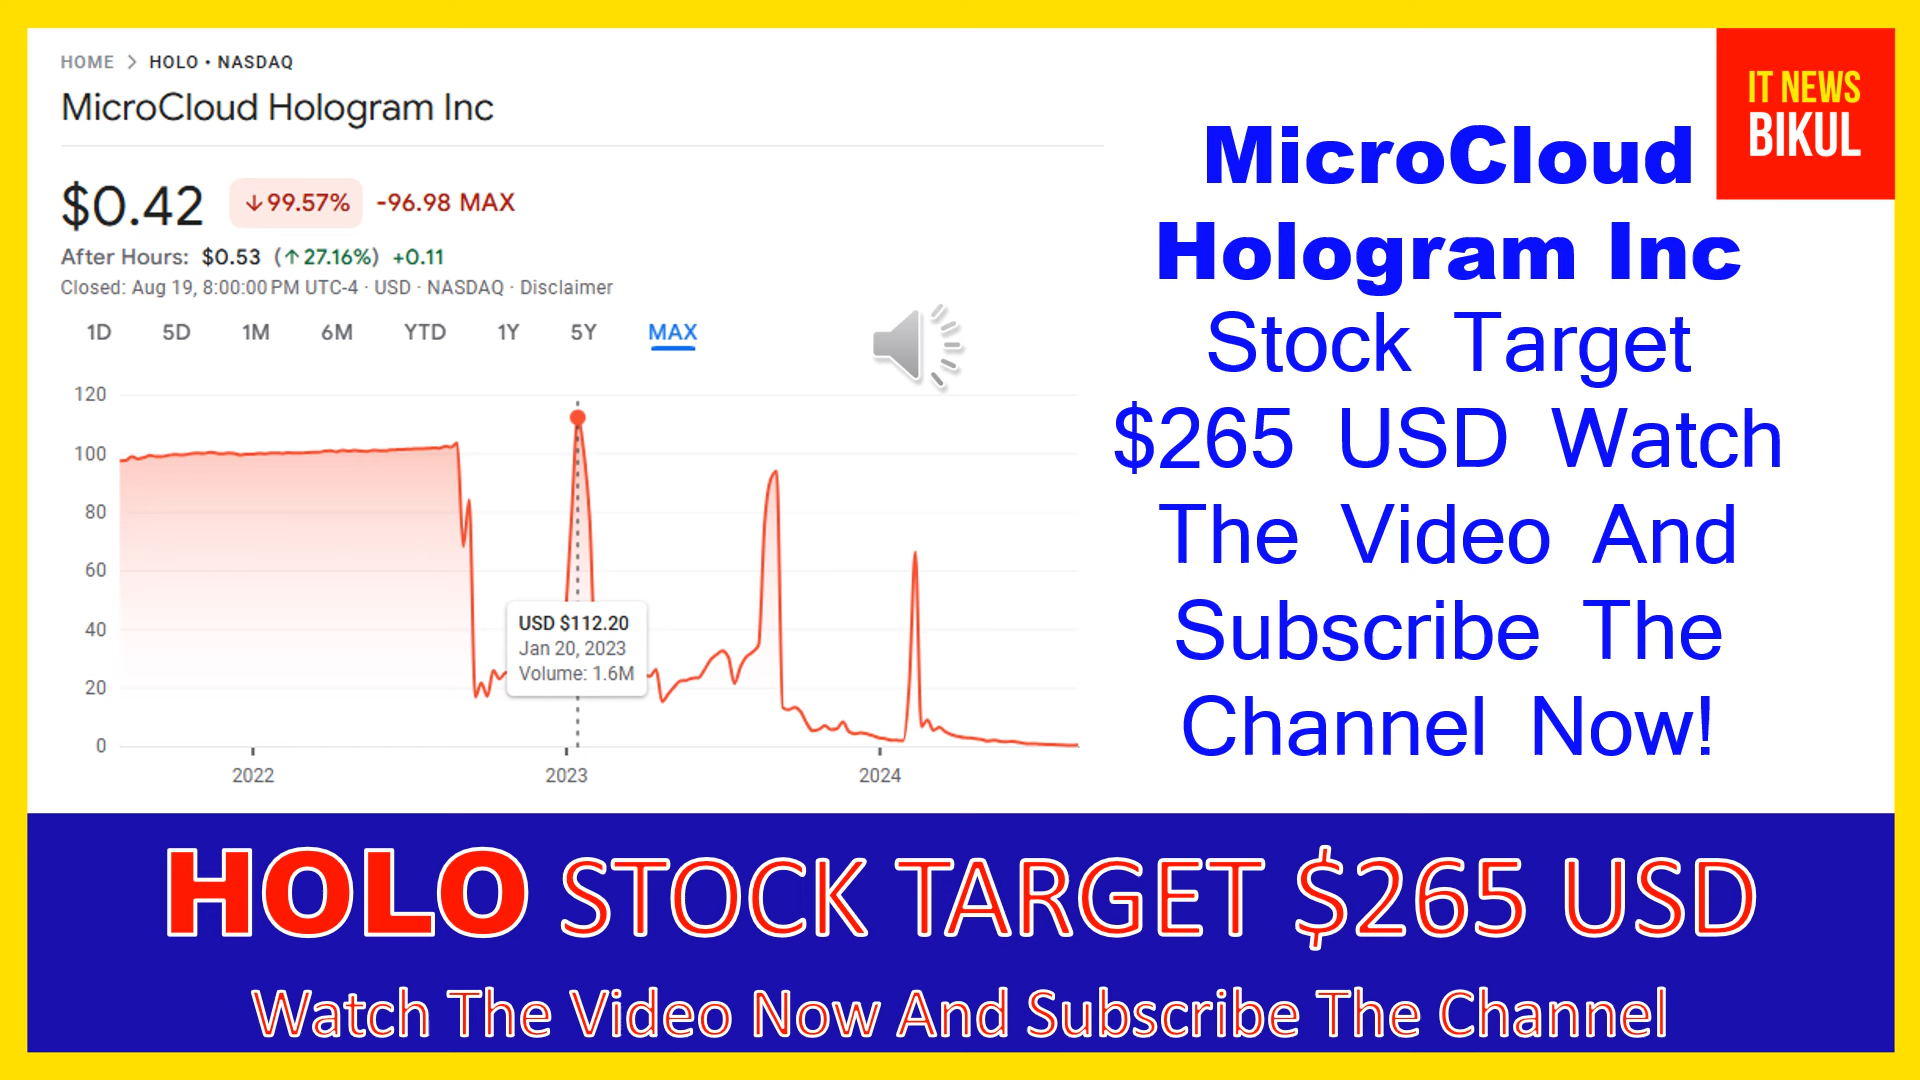 HOME > HOLO • NASDAQ
MicroCloud Hologram Inc
$0.42 ↓99.57% -96.98 MAX
After Hours: $0.53 (↑27.16%) +0.11
Closed: Aug 19, 8:00:00 PM UTC-4 · USD · NASDAQ · Disclaimer
1D 5D 1M 6M YTD 1Y 5Y MAX
120
100
80
60
40
20
0
USD $112.20
Jan 20, 2023
Volume: 1.6M
2022 2023 2024
IT NEWS
BIKUL
MicroCloud
Hologram Inc
Stock Target
$265 USD Watch
The Video And
Subscribe The
Channel Now!
HOLO STOCK TARGET $265 USD
Watch The Video Now And Subscribe The Channel